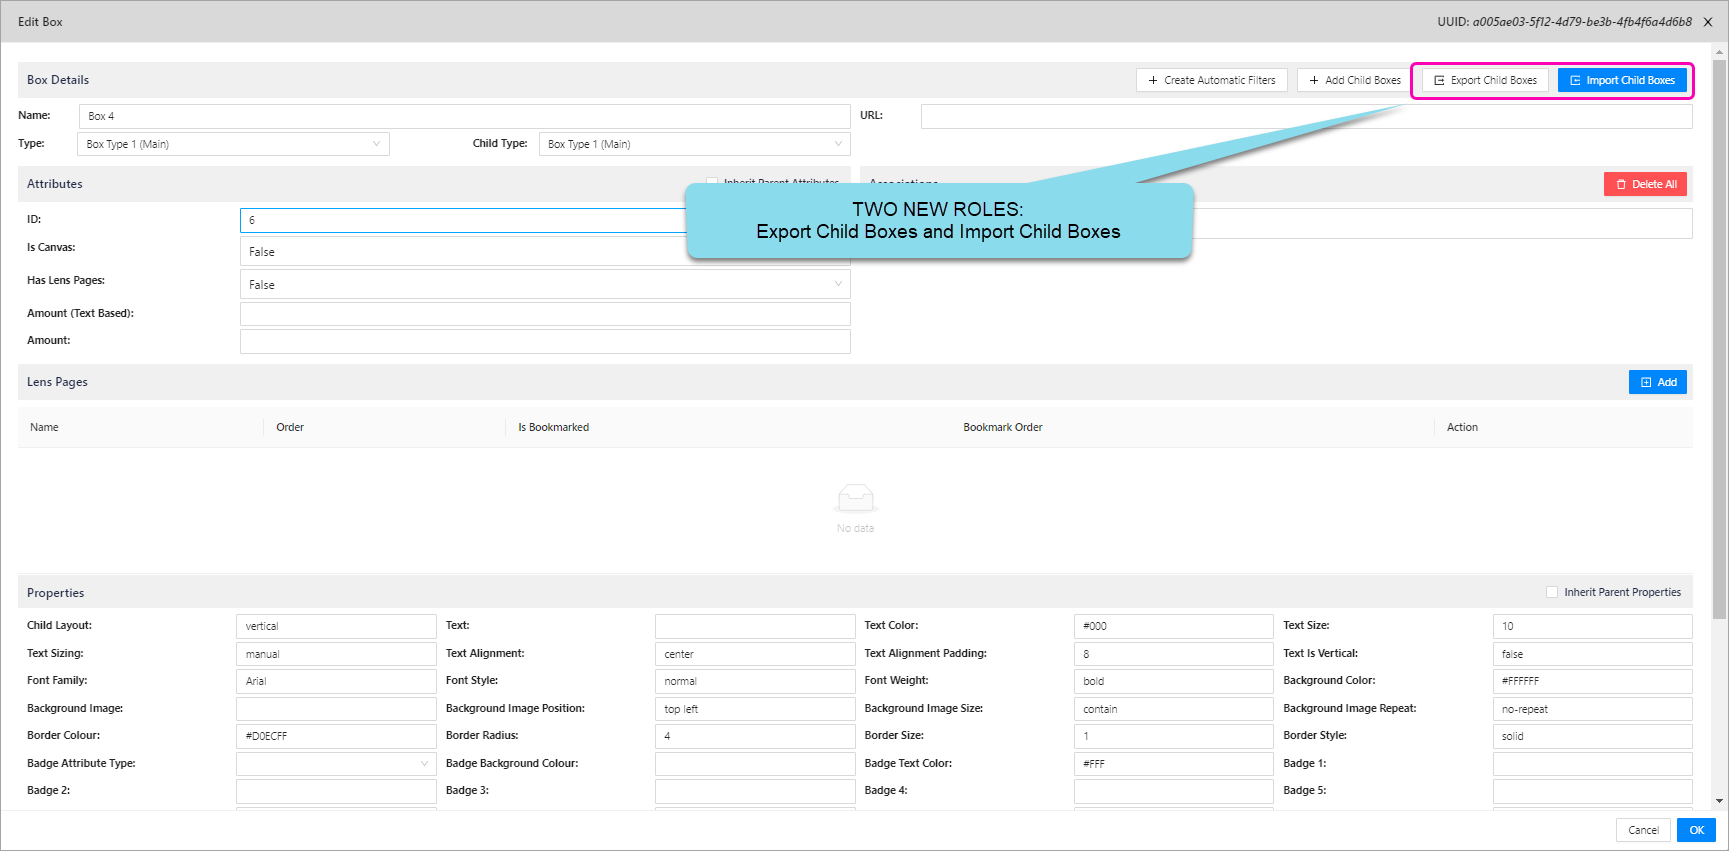 Edit Box
UUID: a005ae03-5f12-4d79-be3b-4fb4f6a4d6b8
Box Details
Create Automatic Filters
Add Child Boxes
Export Child Boxes
Import Child Boxes
Name: Box 4
URL:
Type: Box Type 1 (Main)
Child Type: Box Type 1 (Main)
Attributes
Inherit Parent Attributes
Associations
Delete All
TWO NEW ROLES:
Export Child Boxes and Import Child Boxes
ID: 6
Is Canvas: False
Has Lens Pages: False
Amount (Text Based):
Amount:
Lens Pages
Add
Name Order Is Bookmarked Bookmark Order Action
No data
Properties
Inherit Parent Properties
Child Layout: vertical Text: Text Color: #000 Text Size: 10
Text Sizing: manual Text Alignment: center Text Alignment Padding: 8 Text Is Vertical: false
Font Family: Arial Font Style: normal Font Weight: bold Background Color: #FFFFFF
Background Image: Background Image Position: top left Background Image Size: contain Background Image Repeat: no-repeat
Border Colour: #D0ECFF Border Radius: 4 Border Size: 1 Border Style: solid
Badge Attribute Type: Badge Background Colour: Badge Text Color: #FFF Badge 1:
Badge 2: Badge 3: Badge 4: Badge 5:
Cancel
OK